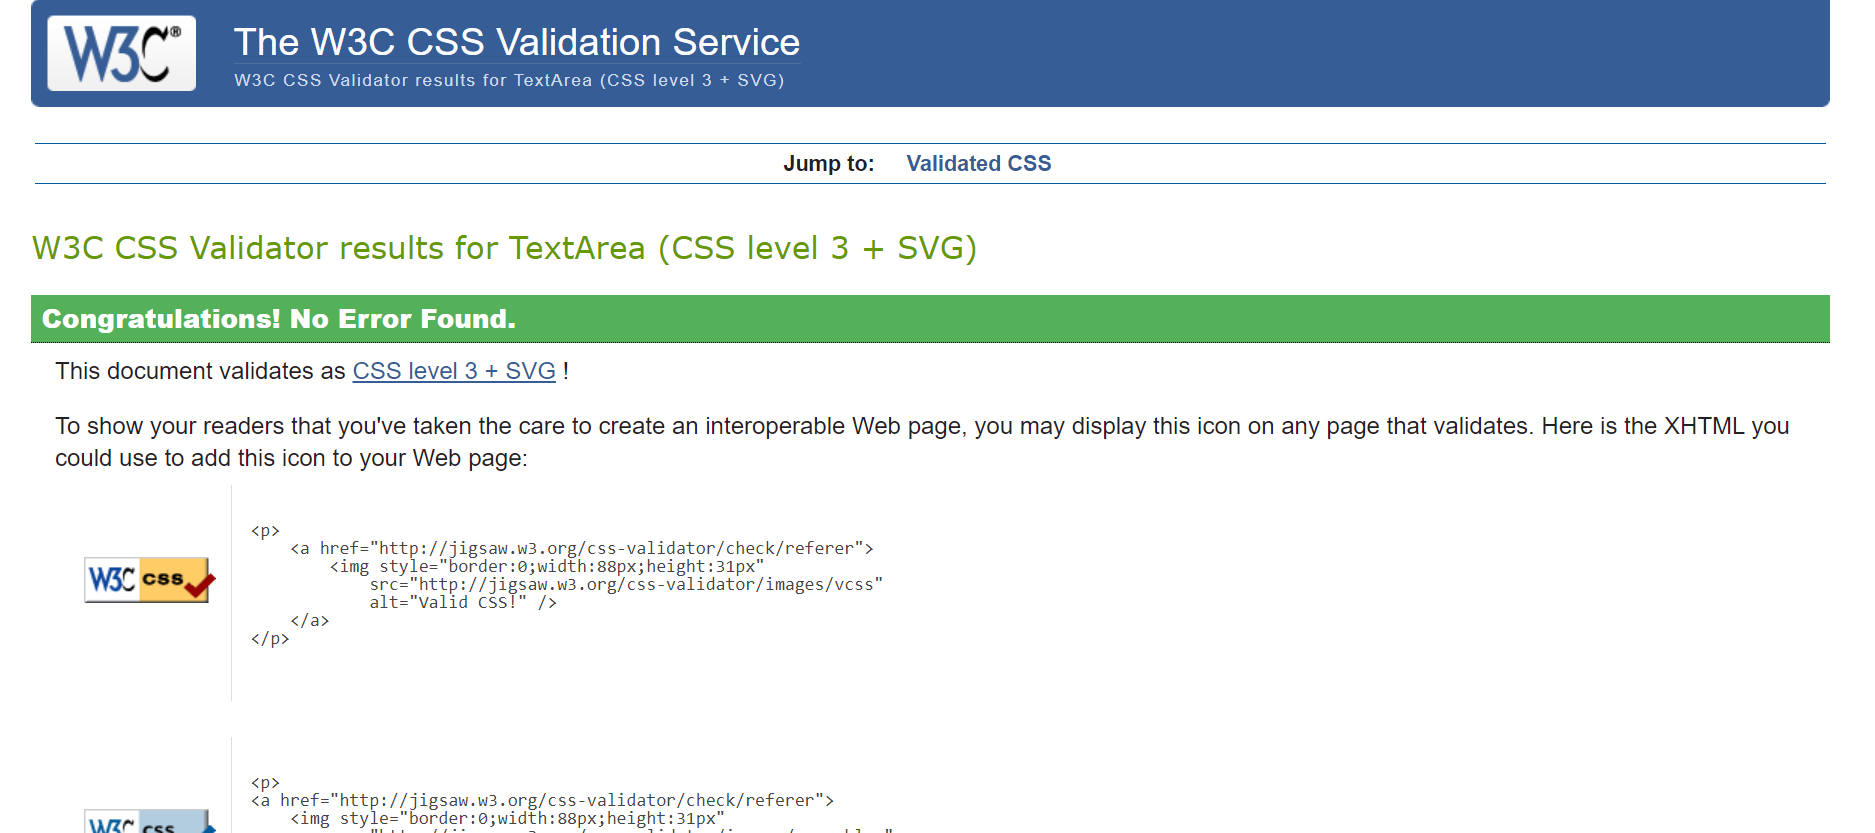 W3C®
The W3C CSS Validation Service
W3C CSS Validator results for TextArea (CSS level 3 + SVG)
Jump to: Validated CSS
W3C CSS Validator results for TextArea (CSS level 3 + SVG)
Congratulations! No Error Found.
This document validates as CSS level 3 + SVG !
To show your readers that you've taken the care to create an interoperable Web page, you may display this icon on any page that validates. Here is the XHTML you
could use to add this icon to your Web page:
<p>
<a href="http://jigsaw.w3.org/css-validator/check/referer">
<img style="border:0;width:88px;height:31px"
src="http://jigsaw.w3.org/css-validator/images/vcss"
alt="Valid CSS!" />
</a>
</p>
W3C css
<p>
<a href="http://jigsaw.w3.org/css-validator/check/referer">
<img style="border:0;width:88px;height:31px"
W3C css